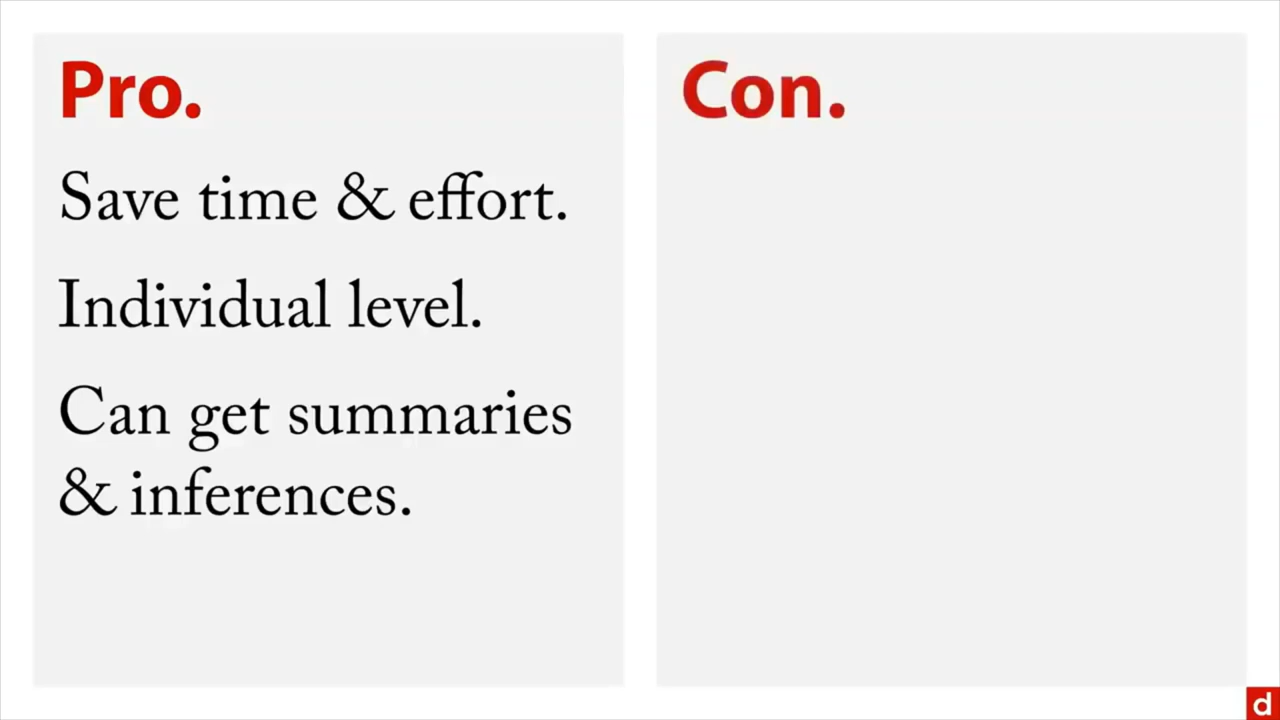 Pro.
Save time & effort.
Individual level.
Can get summaries
& inferences.
Con.
d